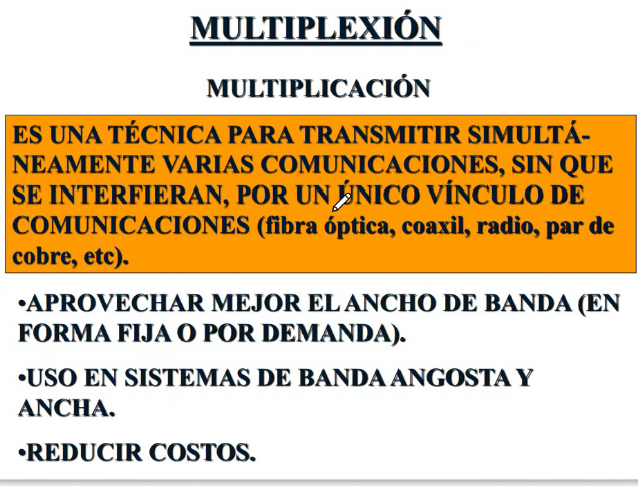 MULTIPLEXIÓN
MULTIPLICACIÓN
ES UNA TÉCNICA PARA TRANSMITIR SIMULTÁ-
NEAMENTE VARIAS COMUNICACIONES, SIN QUE
SE INTERFIERAN, POR UN ÚNICO VÍNCULO DE
COMUNICACIONES (fibra óptica, coaxil, radio, par de
cobre, etc).
•APROVECHAR MEJOR EL ANCHO DE BANDA (EN
FORMA FIJA O POR DEMANDA).
•USO EN SISTEMAS DE BANDA ANGOSTA Y
ANCHA.
•REDUCIR COSTOS.